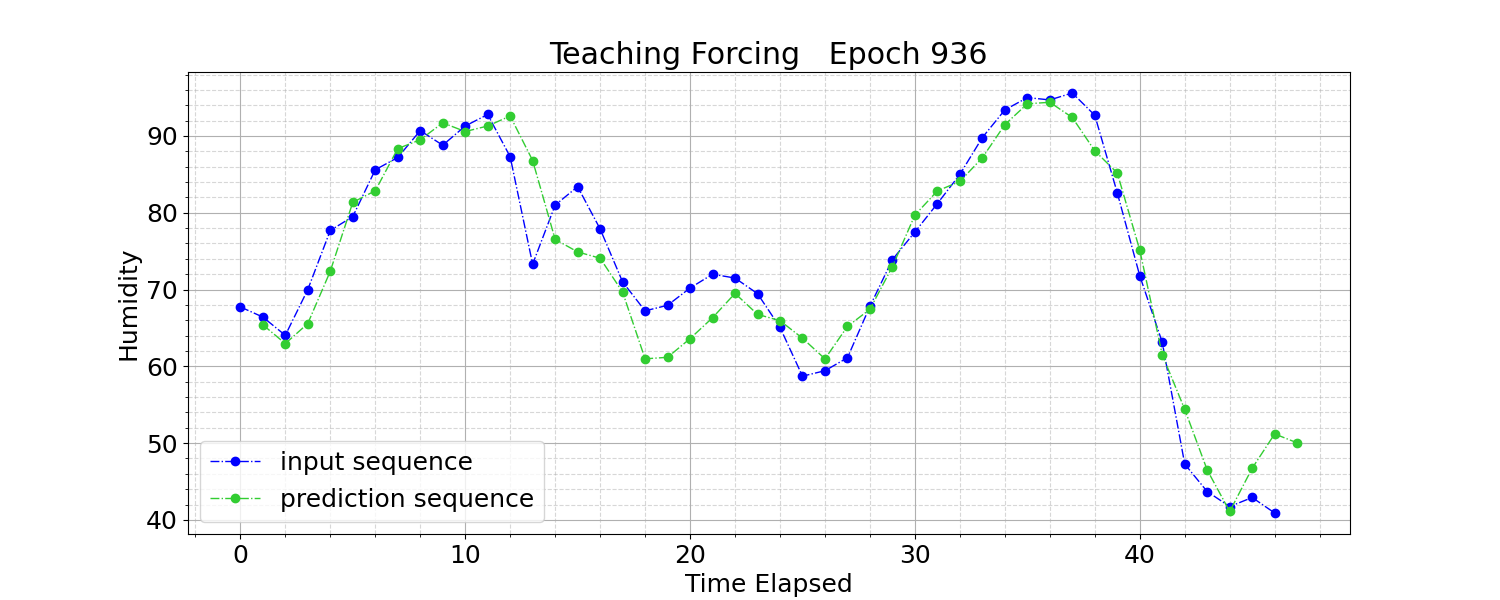 Teaching Forcing   Epoch 936
Humidity
90
80
70
60
50
40
input sequence
prediction sequence
0 10 20 30 40
Time Elapsed